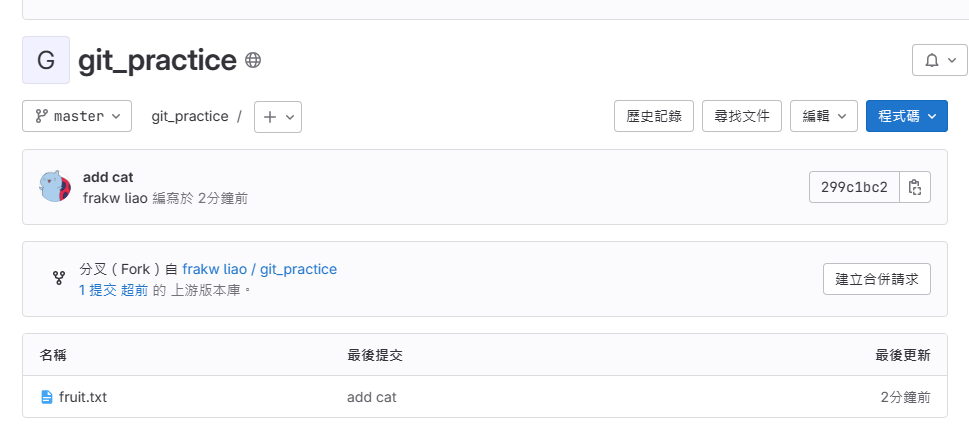 G git_practice
master git_practice / 歷史記錄 尋找文件 編輯 程式碼
add cat
frakw liao 編寫於 2分鐘前
299c1bc2
分叉 ( Fork ) 自 frakw liao / git_practice
1 提交 超前 的 上游版本庫。
建立合併請求
名稱 最後提交 最後更新
fruit.txt add cat 2分鐘前